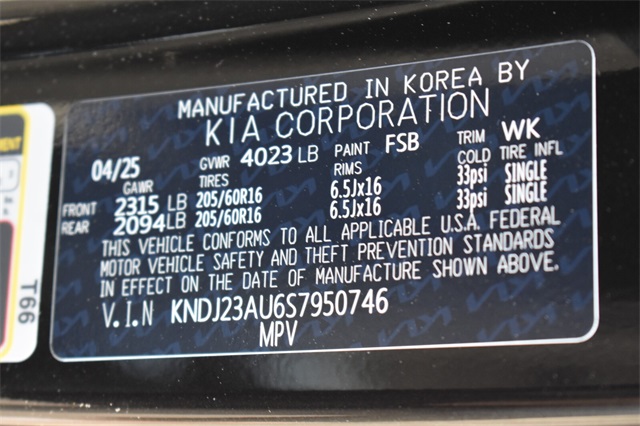 MANUFACTURED IN KOREA BY
KIA CORPORATION
04/25 GVWR 4023 LB PAINT FSB TRIM WK
GAWR TIRES RIMS COLD TIRE INFL
FRONT 2315 LB 205/60R16 6.5Jx16 33psi SINGLE
REAR 2094 LB 205/60R16 6.5Jx16 33psi SINGLE
THIS VEHICLE CONFORMS TO ALL APPLICABLE U.S.A. FEDERAL
MOTOR VEHICLE SAFETY AND THEFT PREVENTION STANDARDS
IN EFFECT ON THE DATE OF MANUFACTURE SHOWN ABOVE.
V.I.N KNDJ23AU6S7950746
MPV
T66